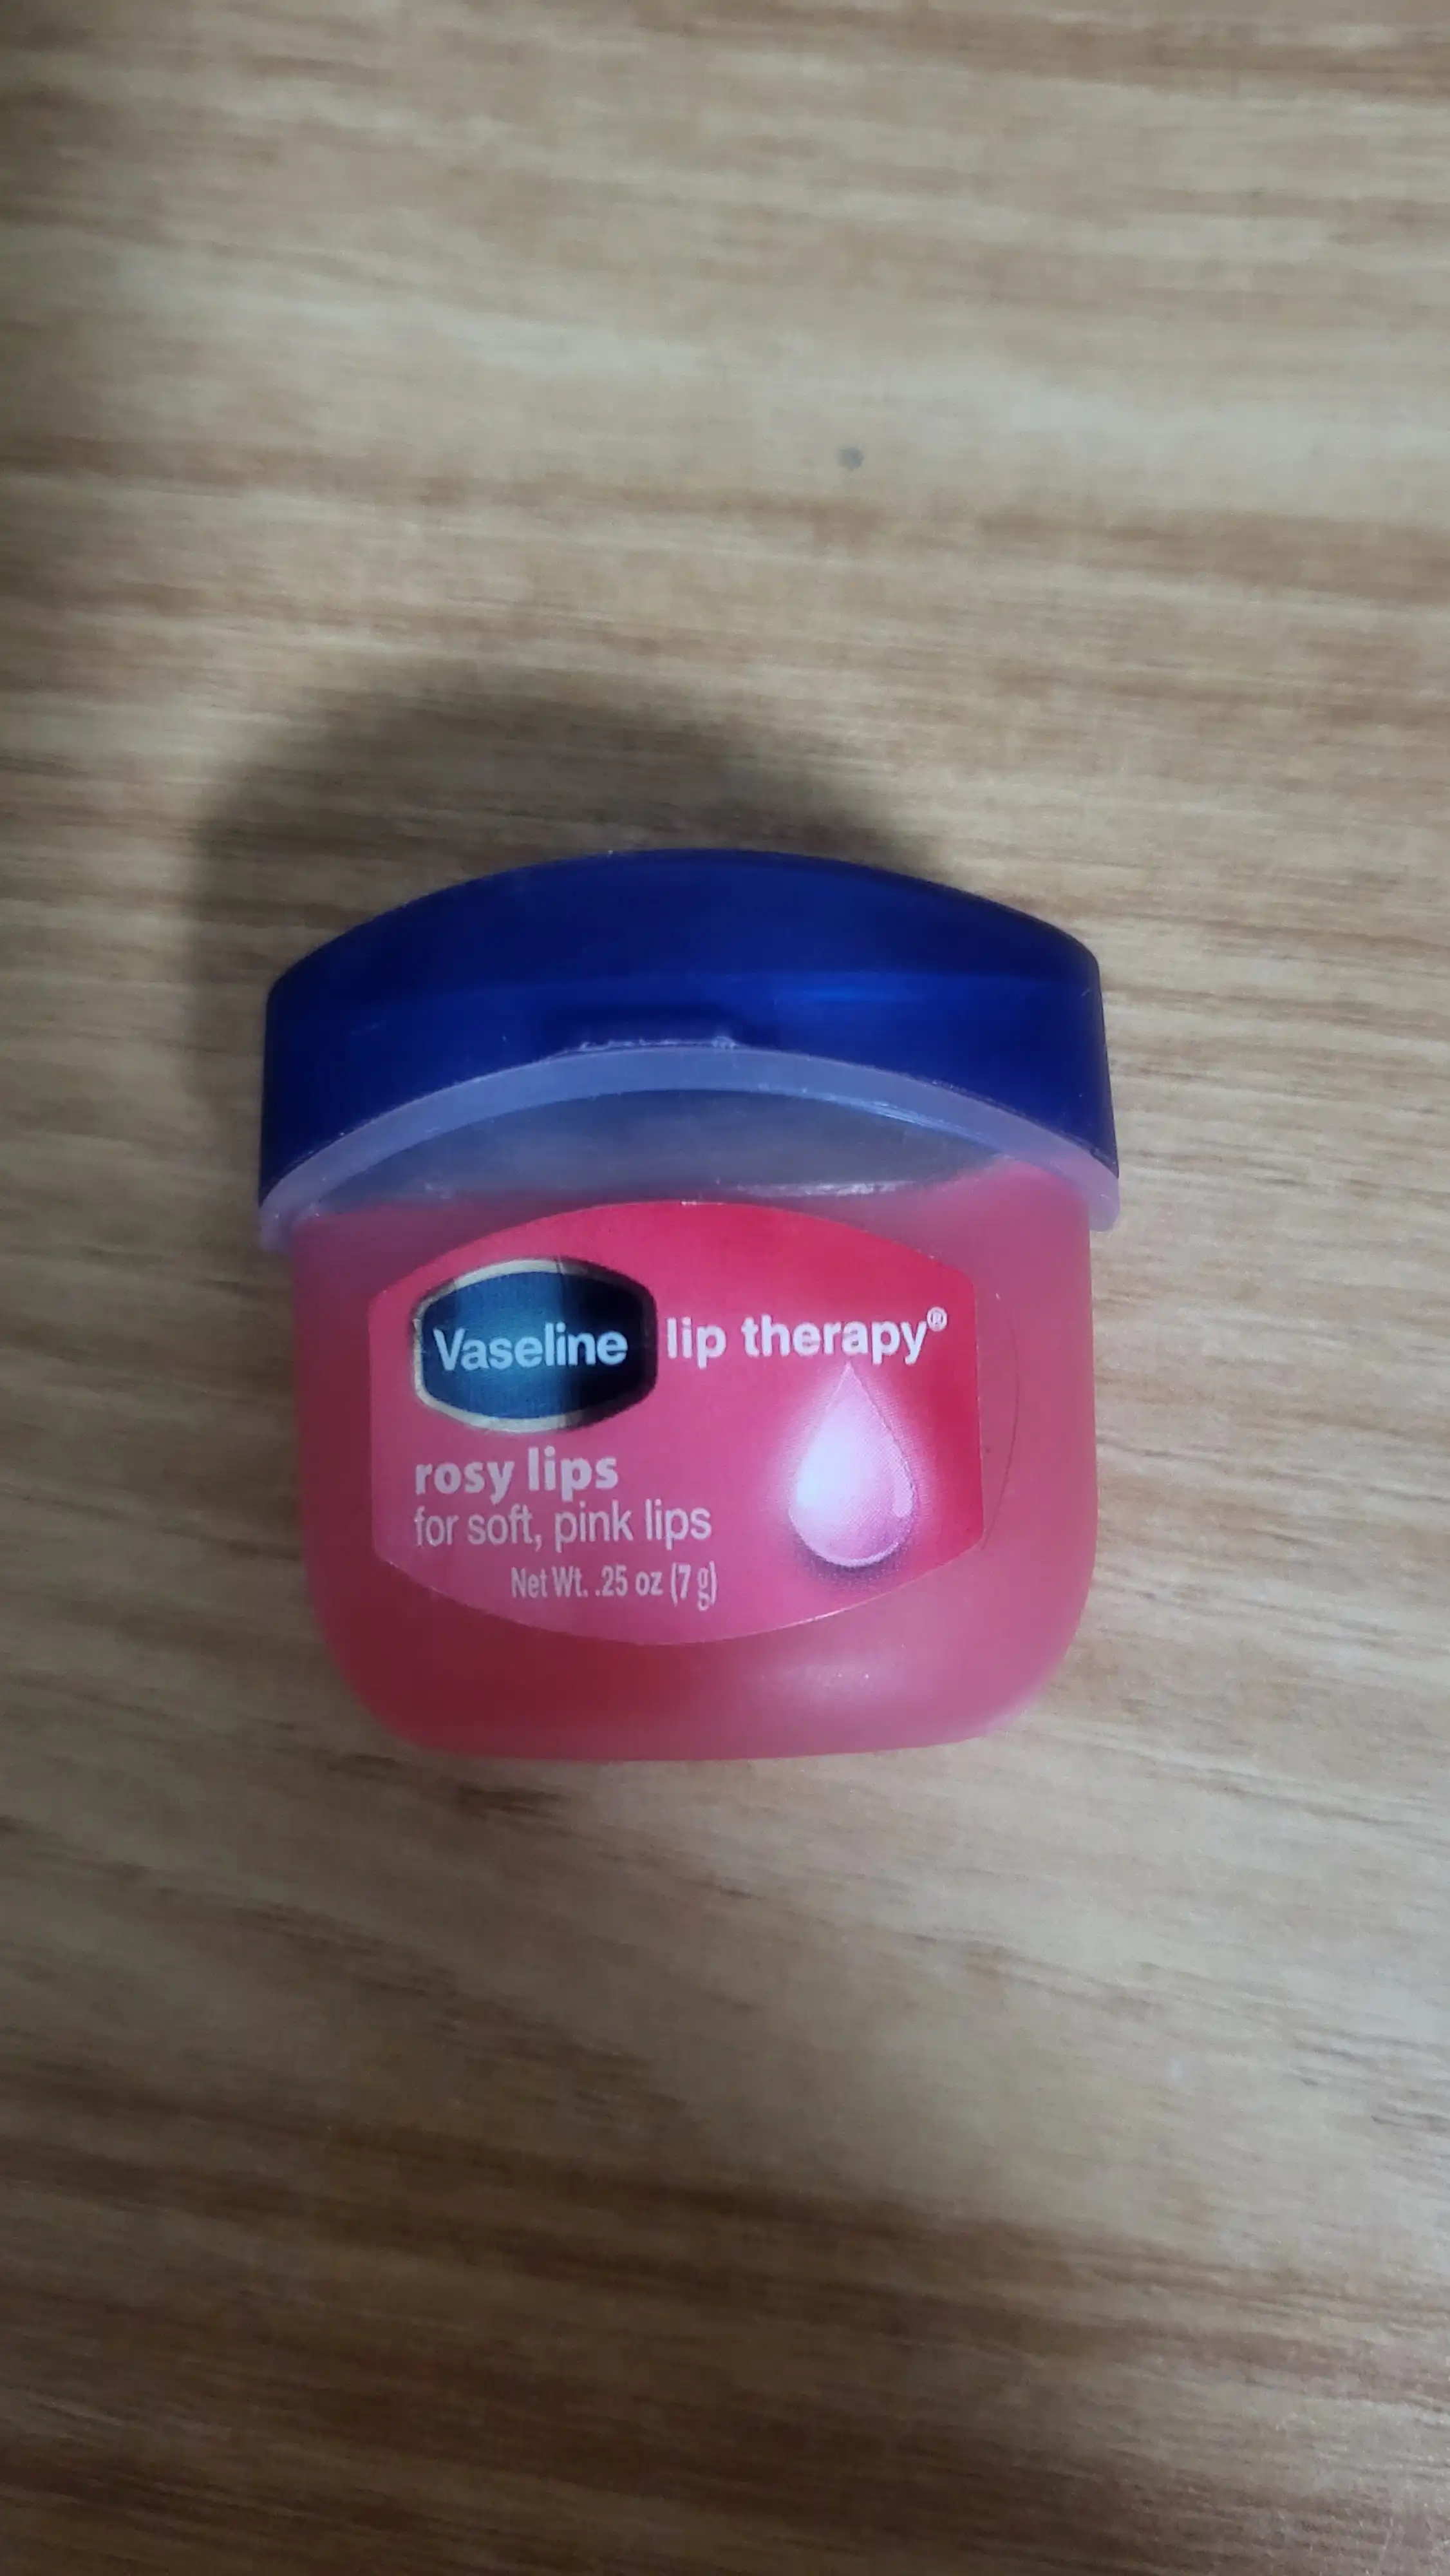 Vaseline lip therapy®
rosy lips
for soft, pink lips
Net Wt. .25 oz (7 g)